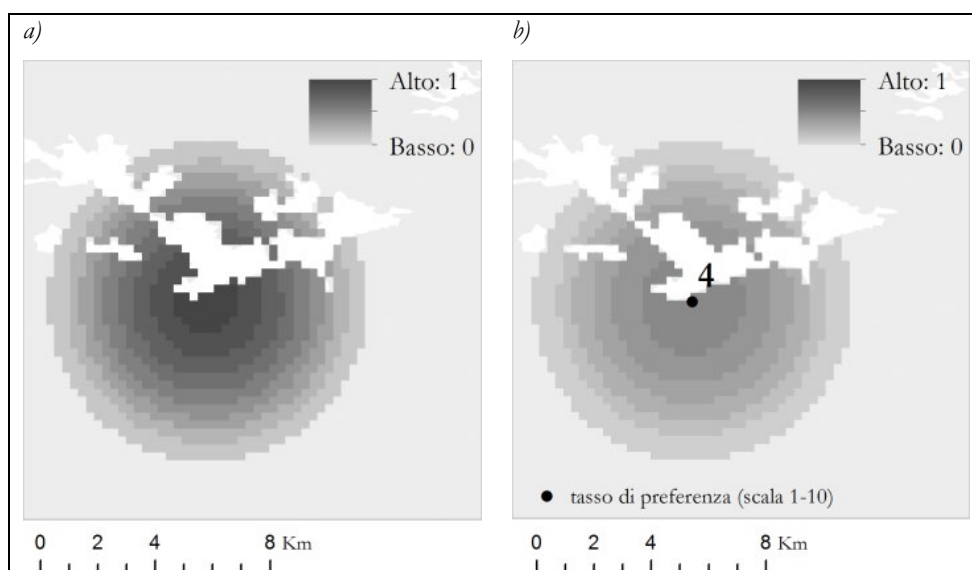 a)
Alto: 1
Basso: 0
0 2 4 8 Km
b)
Alto: 1
Basso: 0
4
tasso di preferenza (scala 1-10)
0 2 4 8 Km